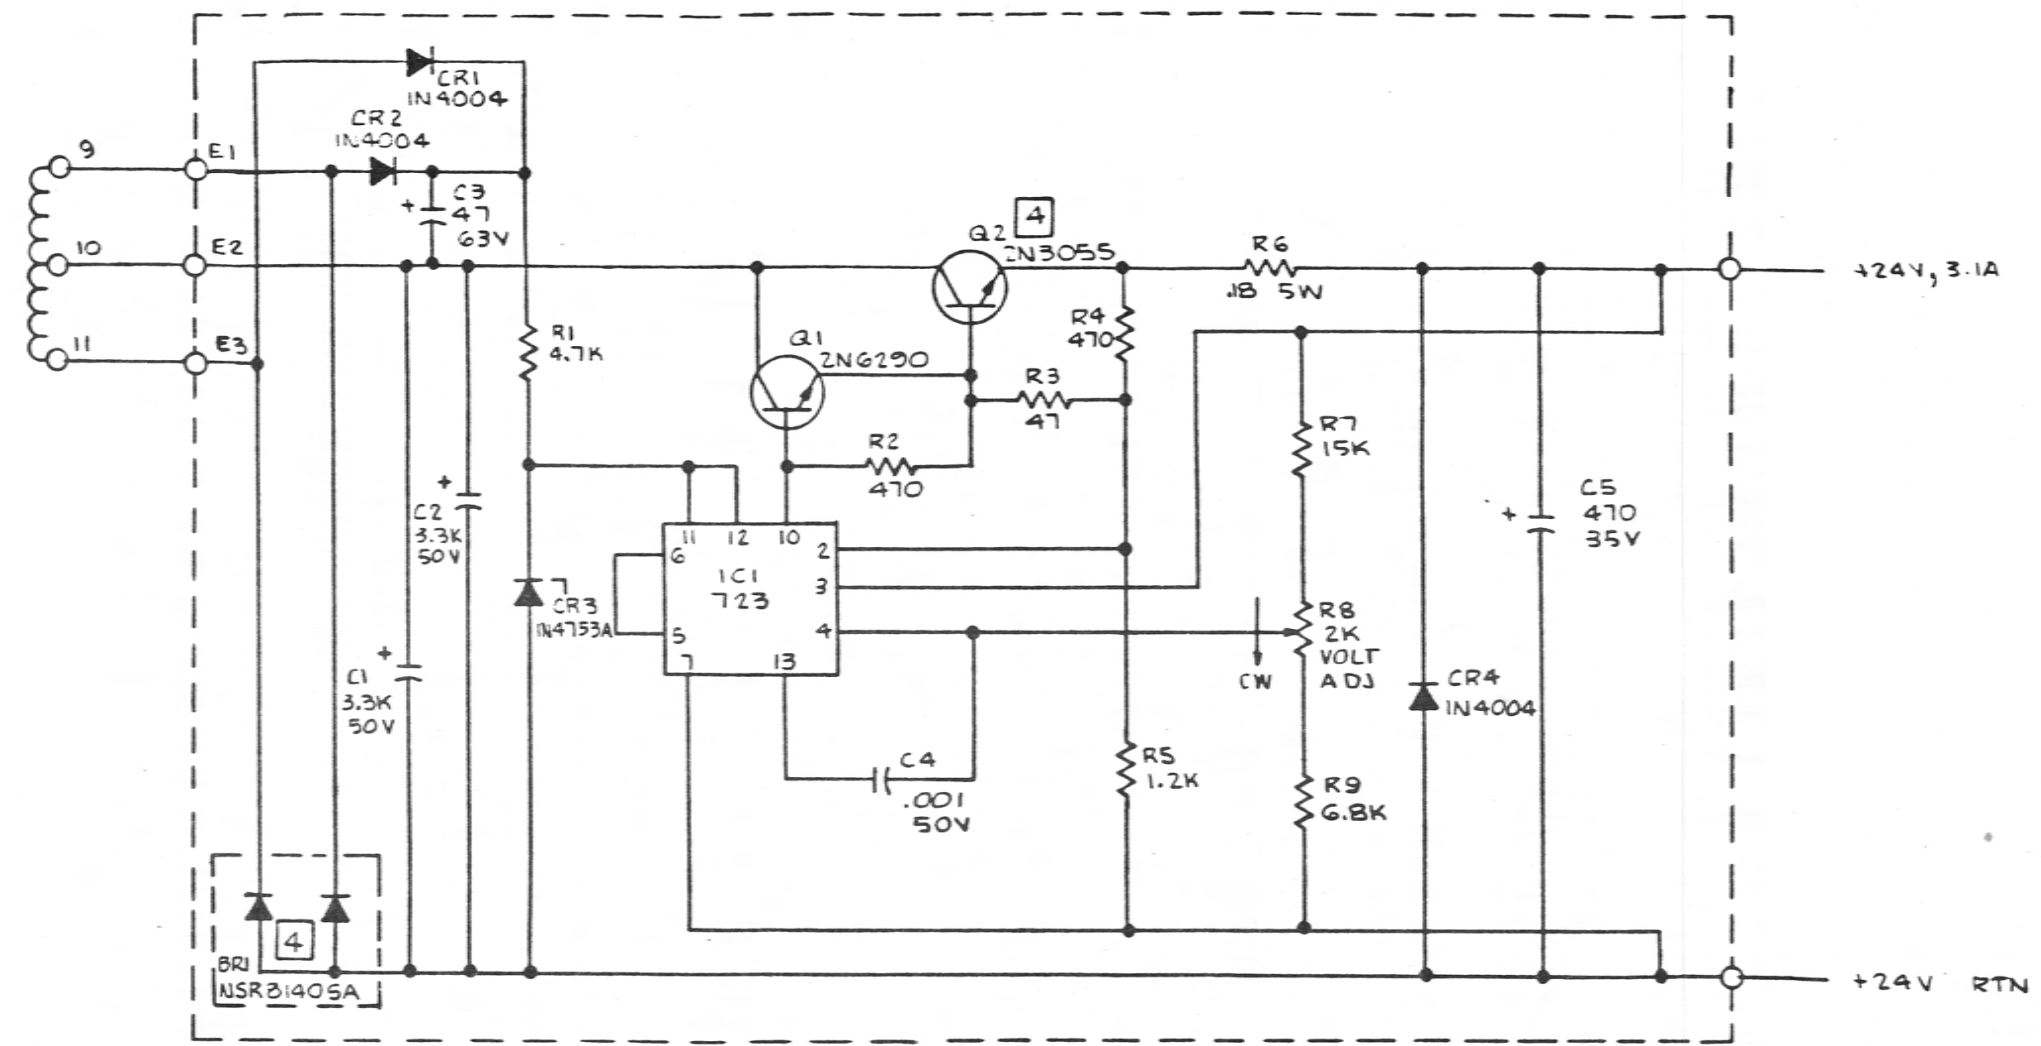 CR1
1N4004
CR2
1N4004
9
E1
C3
+
47
63V
10
E2
11
E3
4
Q2
2N3055
R6
.18 5W
+24V, 3.1A
R1
4.7K
Q1
2N6290
R4
470
R3
47
R2
470
R7
15K
+
C2
3.3K
50V
+
C5
470
35V
11 12 10
6
2
IC1
723
3
5
4
7
13
CR3
1N4753A
R8
2K
VOLT
ADJ
CW
+
C1
3.3K
50V
CR4
1N4004
C4
.001
50V
R5
1.2K
R9
6.8K
4
BR1
NSR8140SA
+24V RTN